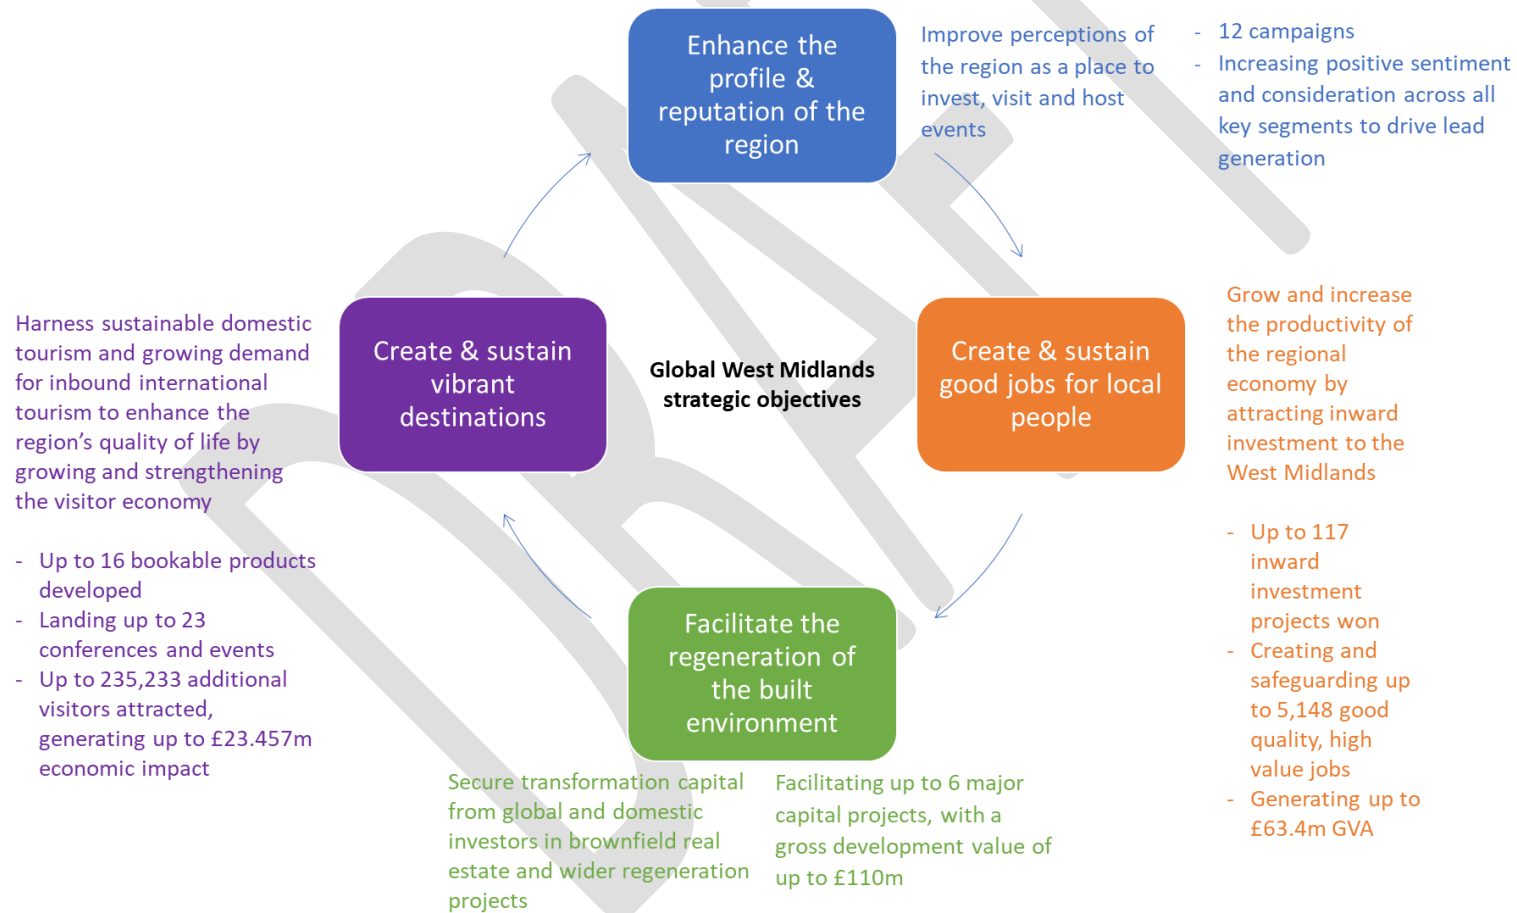 Enhance the
profile &
reputation of the
region
Improve perceptions of
the region as a place to
invest, visit and host
events
- 12 campaigns
- Increasing positive sentiment
and consideration across all
key segments to drive lead
generation
Create & sustain
good jobs for local
people
Grow and increase
the productivity of
the regional
economy by
attracting inward
investment to the
West Midlands
- Up to 117
inward
investment
projects won
- Creating and
safeguarding up
to 5,148 good
quality, high
value jobs
- Generating up to
£63.4m GVA
Global West Midlands
strategic objectives
Facilitate the
regeneration of
the built
environment
Secure transformation capital
from global and domestic
investors in brownfield real
estate and wider regeneration
projects
Facilitating up to 6 major
capital projects, with a
gross development value of
up to £110m
Create & sustain
vibrant
destinations
Harness sustainable domestic
tourism and growing demand
for inbound international
tourism to enhance the
region’s quality of life by
growing and strengthening
the visitor economy
- Up to 16 bookable products
developed
- Landing up to 23
conferences and events
- Up to 235,233 additional
visitors attracted,
generating up to £23.457m
economic impact
DRAFT